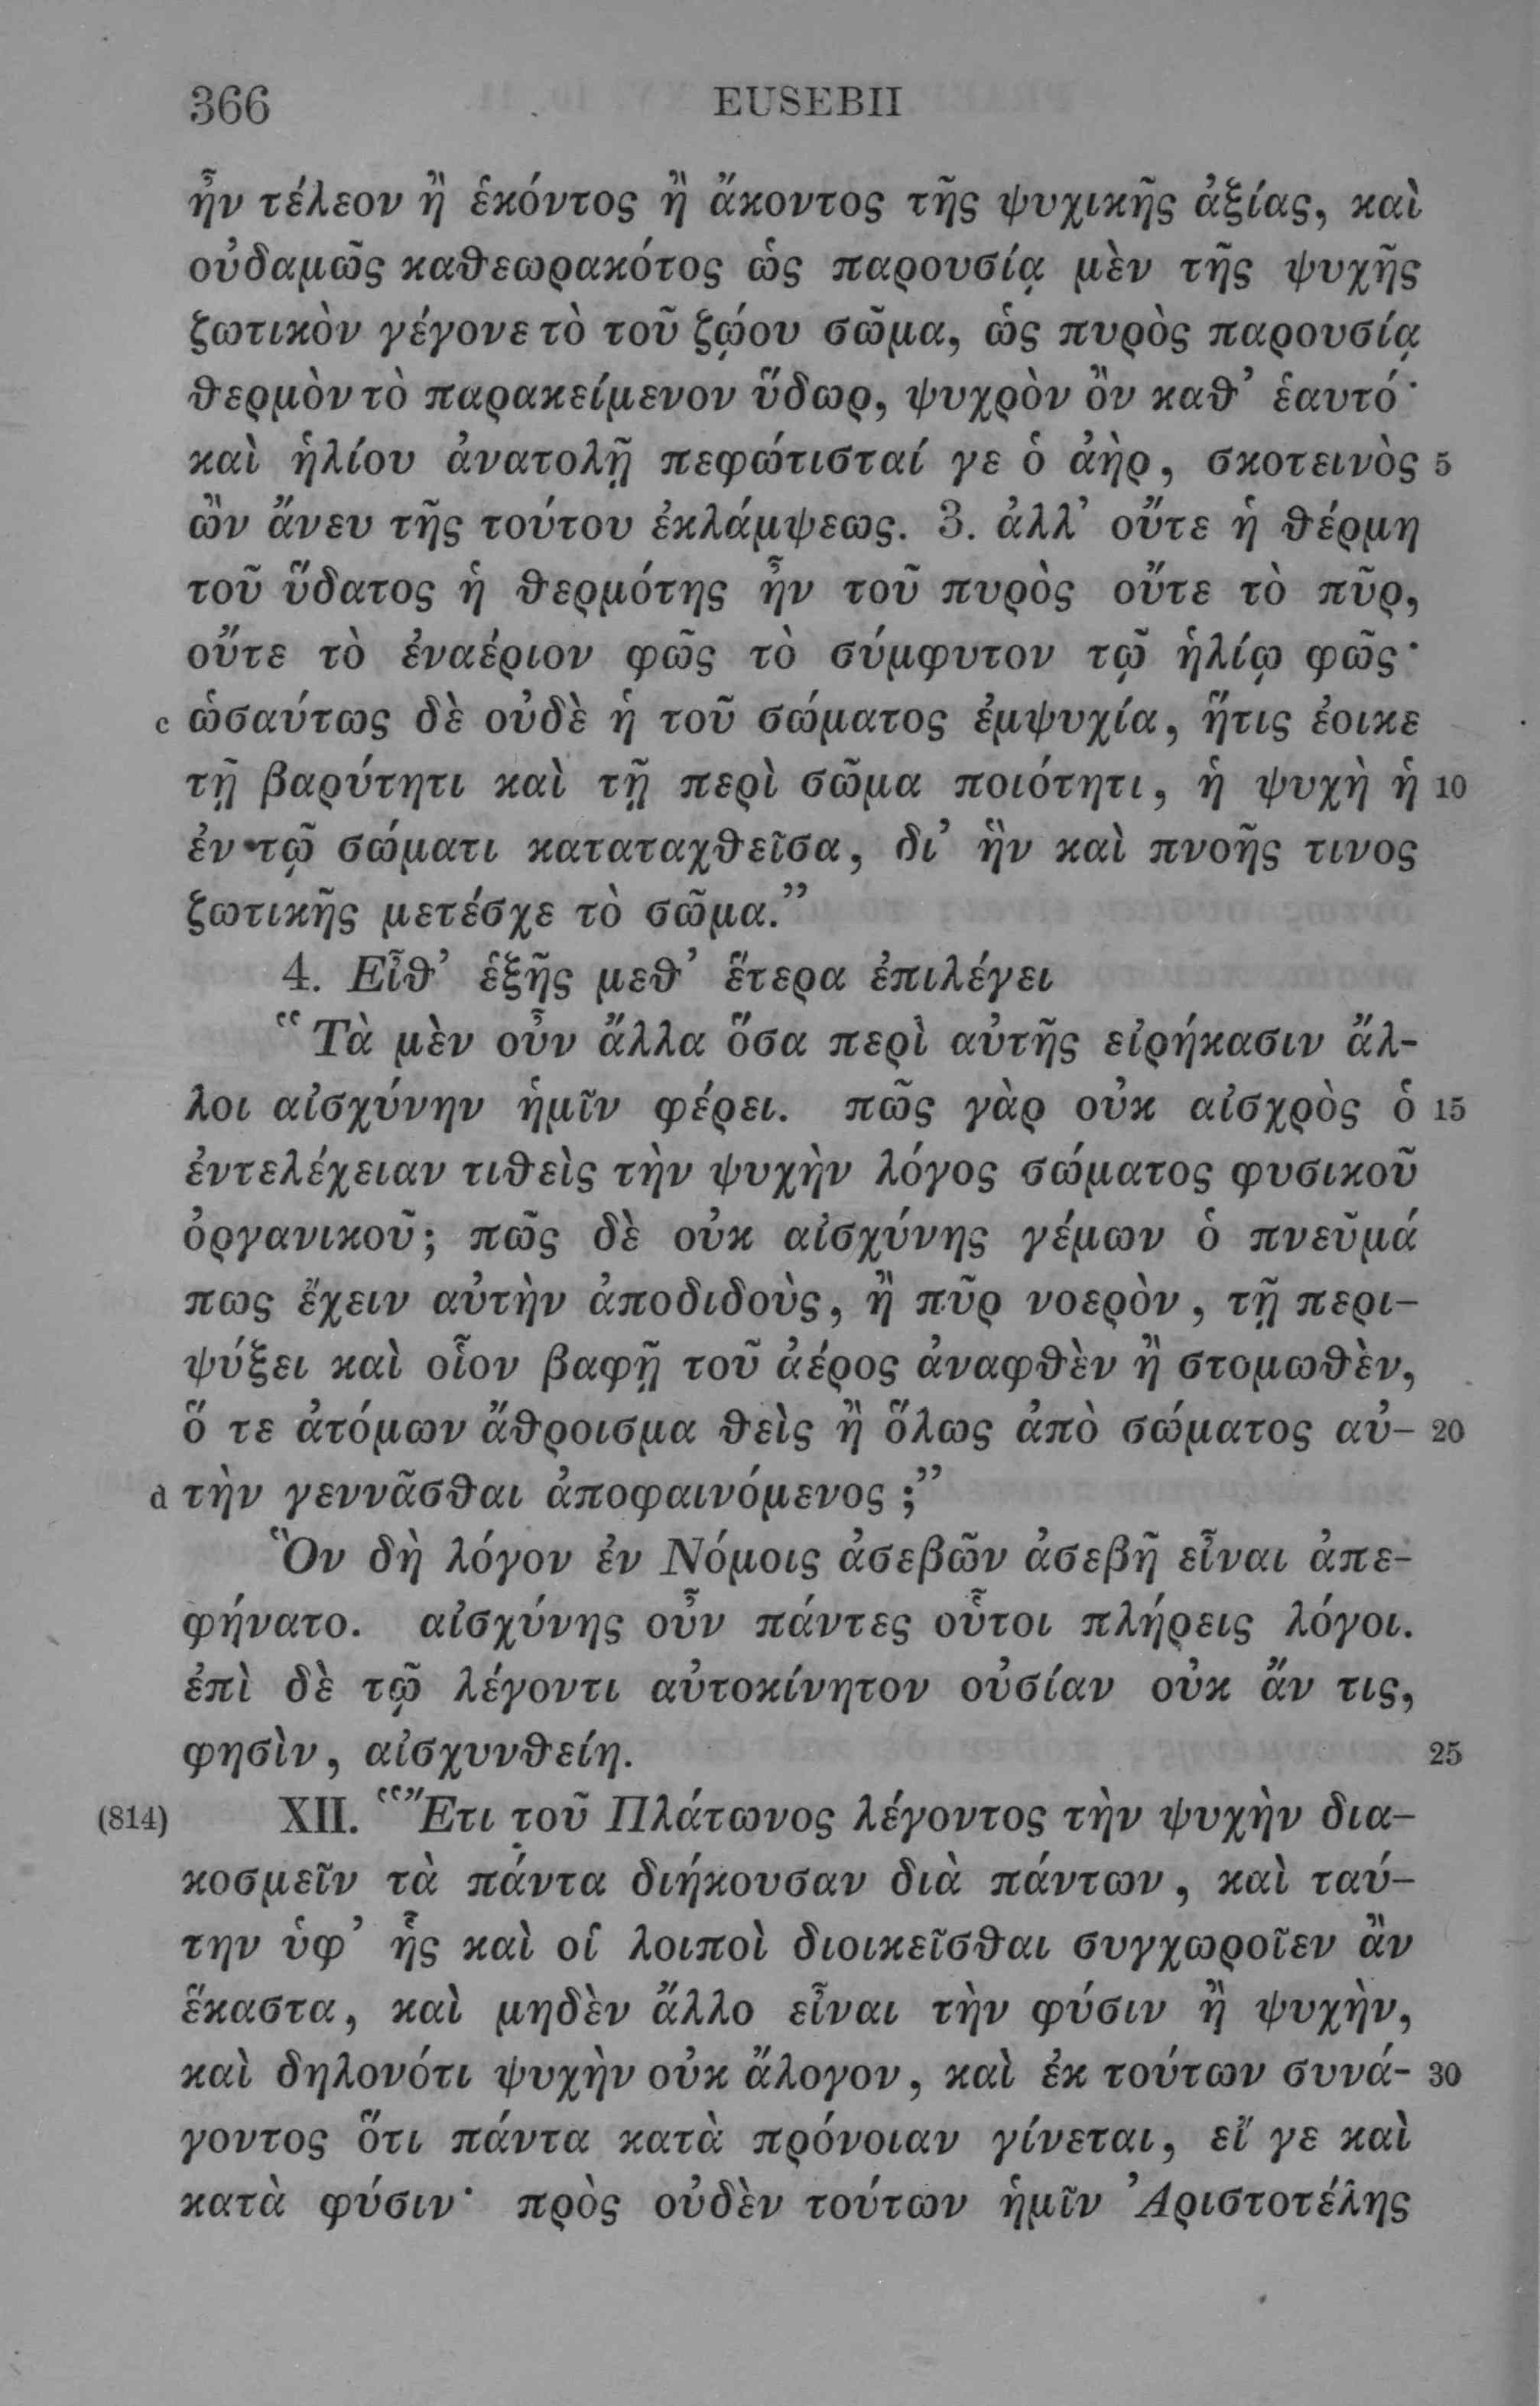 366 EUSEBII
ἦν τέλεον ἢ ἑκόντος ἢ ἄκοντος τῆς ψυχικῆς ἀξίας, καὶ
οὐδαμῶς καθεωρακότος ὡς παρουσίᾳ μὲν τῆς ψυχῆς
ζωτικὸν γέγονε τὸ τοῦ ζῴου σῶμα, ὡς πυρὸς παρουσίᾳ
θερμὸν τὸ παρακείμενον ὕδωρ, ψυχρὸν ὂν καθ' ἑαυτό·
καὶ ἡλίου ἀνατολῇ πεφώτισταί γε ὁ ἀὴρ, σκοτεινὸς 5
ὢν ἄνευ τῆς τούτου ἐκλάμψεως. 3. ἀλλ' οὔτε ἡ θέρμη
τοῦ ὕδατος ἡ θερμότης ἦν τοῦ πυρὸς οὔτε τὸ πῦρ,
οὔτε τὸ ἐναέριον φῶς τὸ σύμφυτον τῷ ἡλίῳ φῶς·
c ὡσαύτως δὲ οὐδὲ ἡ τοῦ σώματος ἐμψυχία, ἥτις ἔοικε
τῇ βαρύτητι καὶ τῇ περὶ σῶμα ποιότητι, ἡ ψυχὴ ἡ 10
ἐν τῷ σώματι καταταχθεῖσα, δι' ἣν καὶ πνοῆς τινος
ζωτικῆς μετέσχε τὸ σῶμα."
4. Εἶθ' ἑξῆς μεθ' ἕτερα ἐπιλέγει
"Τὰ μὲν οὖν ἄλλα ὅσα περὶ αὐτῆς εἰρήκασιν ἄλ-
λοι αἰσχύνην ἡμῖν φέρει. πῶς γὰρ οὐκ αἰσχρὸς ὁ 15
ἐντελέχειαν τιθεὶς τὴν ψυχὴν λόγος σώματος φυσικοῦ
ὀργανικοῦ; πῶς δὲ οὐκ αἰσχύνης γέμων ὁ πνεῦμά
πως ἔχειν αὐτὴν ἀποδιδοὺς, ἢ πῦρ νοερὸν, τῇ περι-
ψύξει καὶ οἷον βαφῇ τοῦ ἀέρος ἀναφθὲν ἢ στομωθὲν,
ὅ τε ἀτόμων ἄθροισμα θεὶς ἢ ὅλως ἀπὸ σώματος αὐ- 20
d τὴν γεννᾶσθαι ἀποφαινόμενος;"
Ὃν δὴ λόγον ἐν Νόμοις ἀσεβῶν ἀσεβῆ εἶναι ἀπε-
φήνατο. αἰσχύνης οὖν πάντες οὗτοι πλήρεις λόγοι.
ἐπὶ δὲ τῷ λέγοντι αὐτοκίνητον οὐσίαν οὐκ ἄν τις,
φησὶν, αἰσχυνθείη. 25
(814) XII. "Ἔτι τοῦ Πλάτωνος λέγοντος τὴν ψυχὴν δια-
κοσμεῖν τὰ πάντα διήκουσαν διὰ πάντων, καὶ ταύ-
την ὑφ' ἧς καὶ οἱ λοιποὶ διοικεῖσθαι συγχωροῖεν ἂν
ἕκαστα, καὶ μηδὲν ἄλλο εἶναι τὴν φύσιν ἢ ψυχὴν,
καὶ δηλονότι ψυχὴν οὐκ ἄλογον, καὶ ἐκ τούτων συνά- 30
γοντος ὅτι πάντα κατὰ πρόνοιαν γίνεται, εἴ γε καὶ
κατὰ φύσιν· πρὸς οὐδὲν τούτων ἡμῖν Ἀριστοτέλης